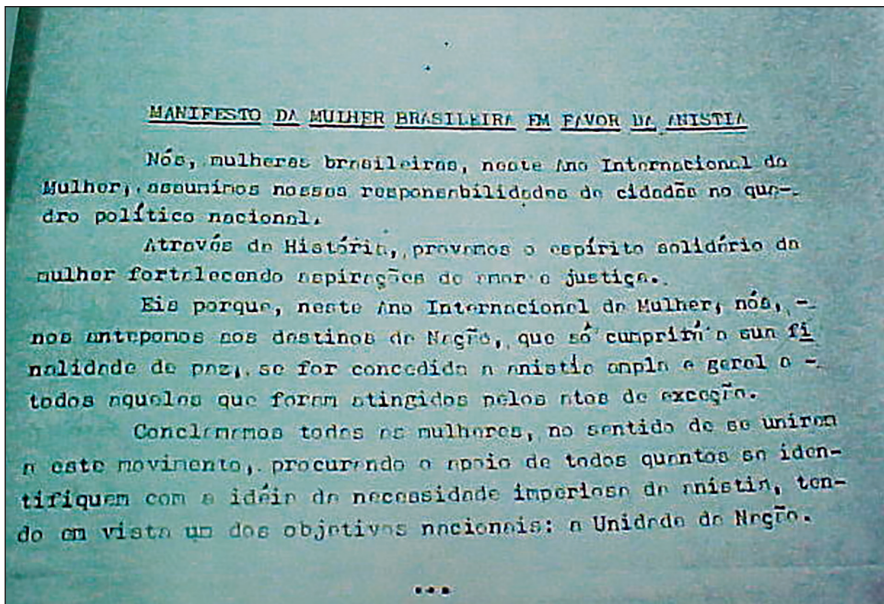 MANIFESTO DA MULHER BRASILEIRA EM FAVOR DA ANISTIA
Nós, mulheres brasileiras, neste Ano Internacional da
Mulher, assumimos nossas responsabilidades de cidadãs no qua-
dro político nacional.
Através da História, provamos o espírito solidário da
mulher fortalecendo aspirações de amor e justiça.
Eis porque, neste Ano Internacional da Mulher, nós, -
nos antepomos aos destinos da Nação, que só cumprirá a sua fi
nalidade de paz, se for concedida a anistia ampla e geral a -
todos aqueles que foram atingidos pelos atos de exceção.
Conclamamos todas as mulheres, no sentido de se unirem
a este movimento, procurando o apoio de todos quantos se iden-
tifiquem com a idéia da necessidade imperiosa da anistia, ten-
do em vista um dos objetivos nacionais: a Unidade da Nação.
...